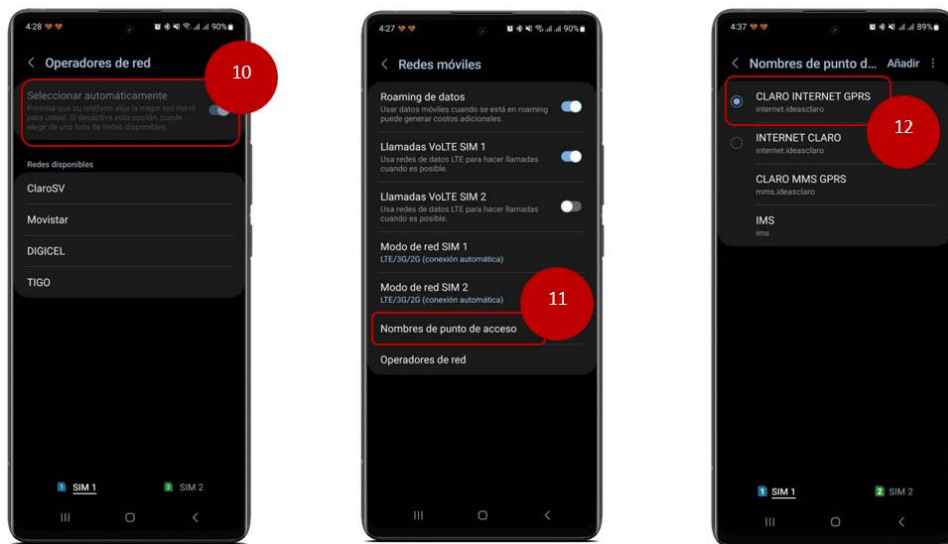 4:28
90%
Operadores de red
10
Seleccionar automáticamente
Permita que su teléfono elija la mejor red móvil
para usted. Si desactiva esta opción, puede
elegir de una lista de redes disponibles
Redes disponibles
ClaroSV
Movistar
DIGICEL
TIGO
1 SIM 1
2 SIM 2
4:27
90%
Redes móviles
Roaming de datos
Usar datos móviles cuando se está en roaming
puede generar costos adicionales.
Llamadas VoLTE SIM 1
Usa redes de datos LTE para hacer llamadas
cuando es posible.
Llamadas VoLTE SIM 2
Usa redes de datos LTE para hacer llamadas
cuando es posible.
Modo de red SIM 1
LTE/3G/2G (conexión automática)
Modo de red SIM 2
LTE/3G/2G (conexión automática)
11
Nombres de punto de acceso
Operadores de red
4:37
89%
Nombres de punto d... Añadir
CLARO INTERNET GPRS
internet.ideasclaro
12
INTERNET CLARO
internet.ideasclaro
CLARO MMS GPRS
mms.ideasclaro
IMS
ims
1 SIM 1
2 SIM 2